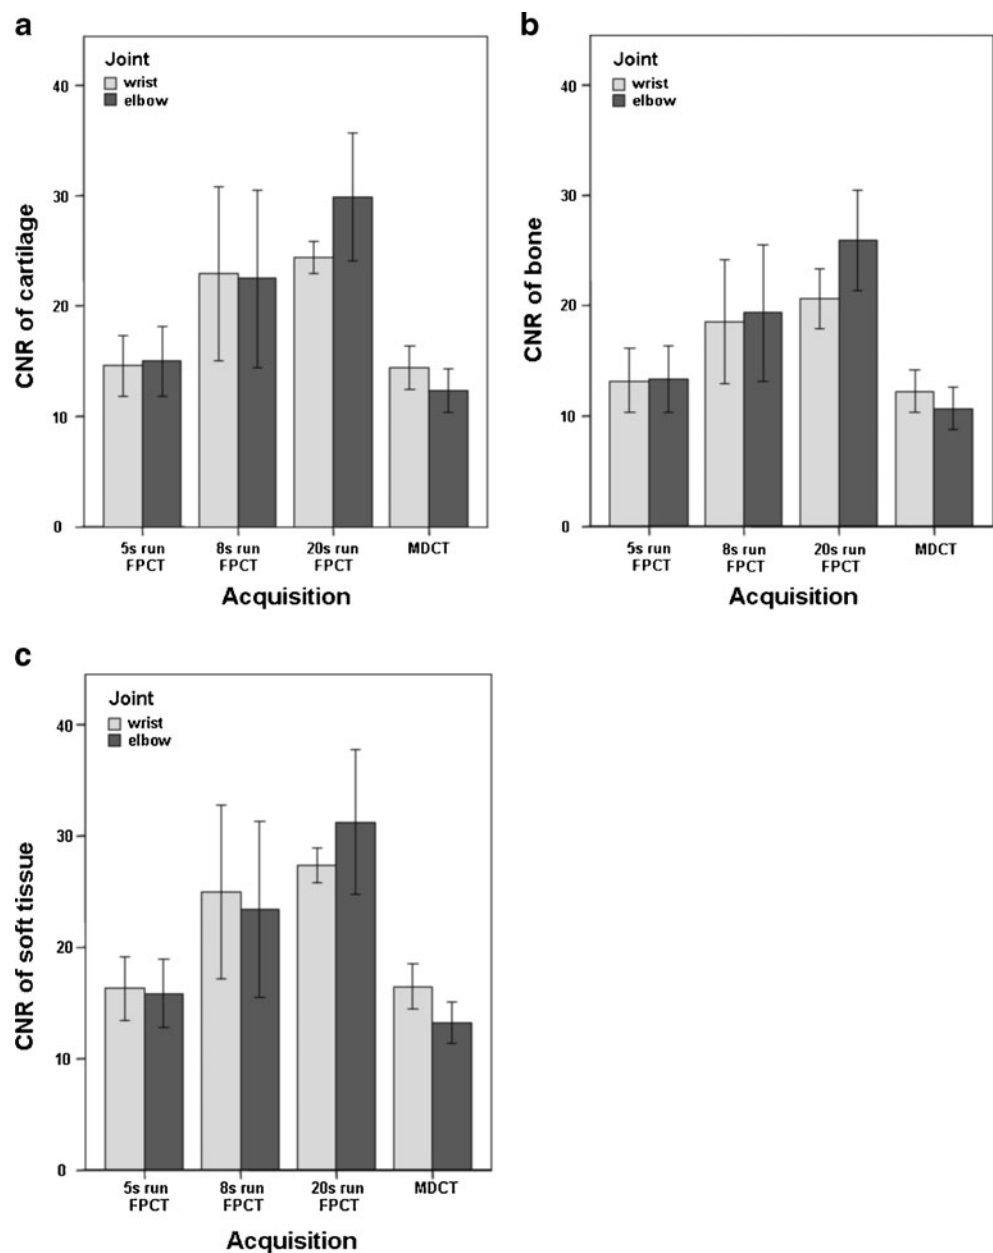 a
Joint
wrist
elbow
40
30
20
10
0
CNR of cartilage
5s run 8s run 20s run MDCT
FPCT FPCT FPCT
Acquisition
b
Joint
wrist
elbow
40
30
20
10
0
CNR of bone
5s run 8s run 20s run MDCT
FPCT FPCT FPCT
Acquisition
c
Joint
wrist
elbow
40
30
20
10
0
CNR of soft tissue
5s run 8s run 20s run MDCT
FPCT FPCT FPCT
Acquisition